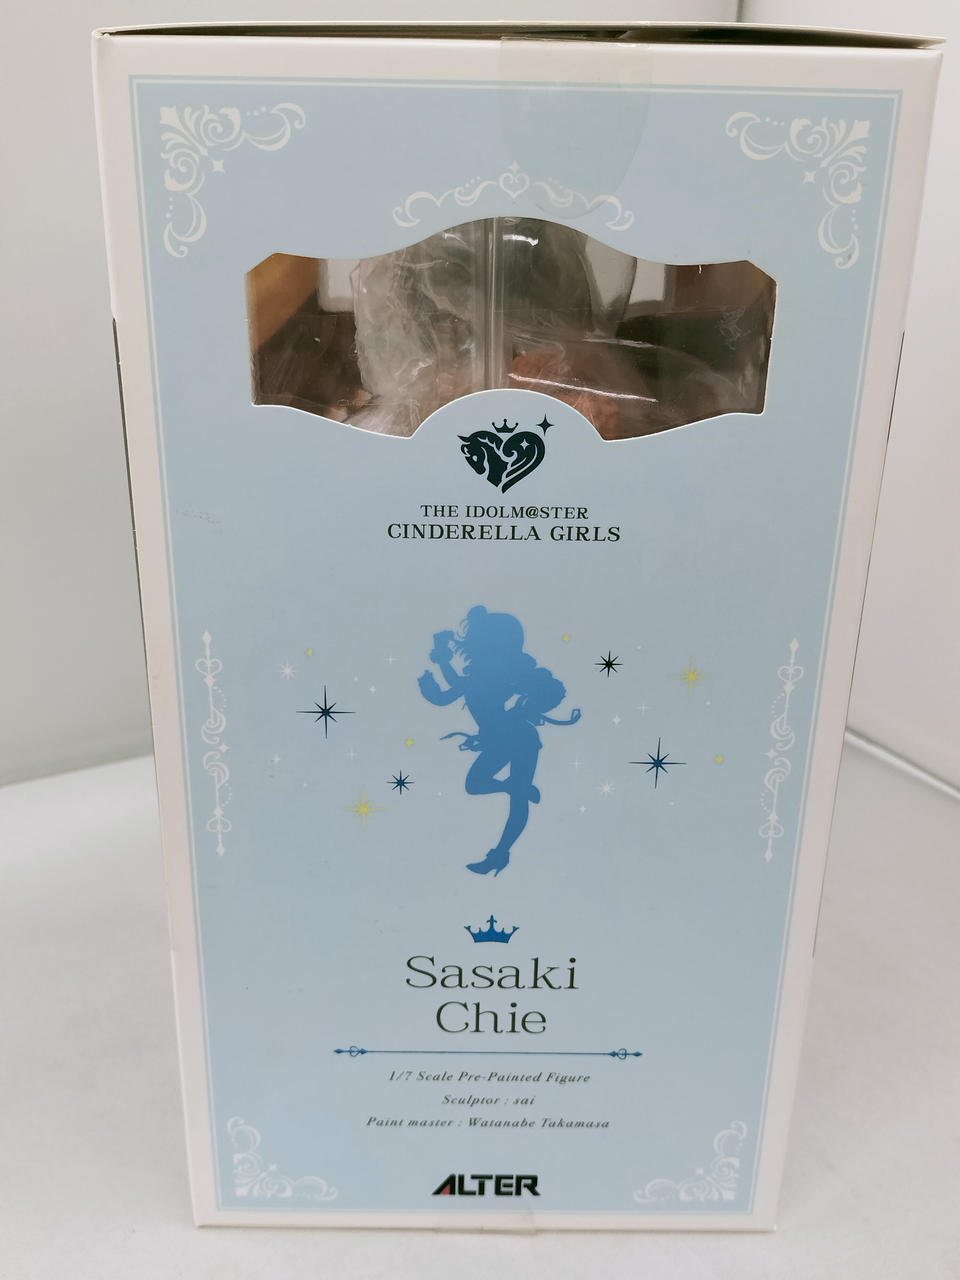 THE IDOLM@STER
CINDERELLA GIRLS
Sasaki
Chie
1/7 Scale Pre-Painted Figure
Sculptor : sai
Paint master : Watanabe Takamasa
ALTER